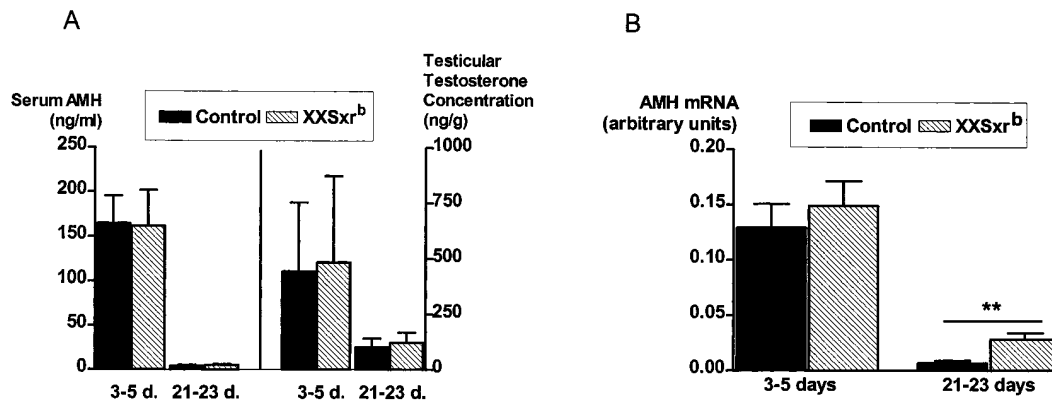 A
Serum AMH
(ng/ml)
Control XXSxrb
Testicular
Testosterone
Concentration
(ng/g)
250
200
150
100
50
0
1000
750
500
250
0
3-5 d. 21-23 d. 3-5 d. 21-23 d.
B
AMH mRNA
(arbitrary units)
Control XXSxrb
0.20
0.15
0.10
0.05
0.00
**
3-5 days 21-23 days